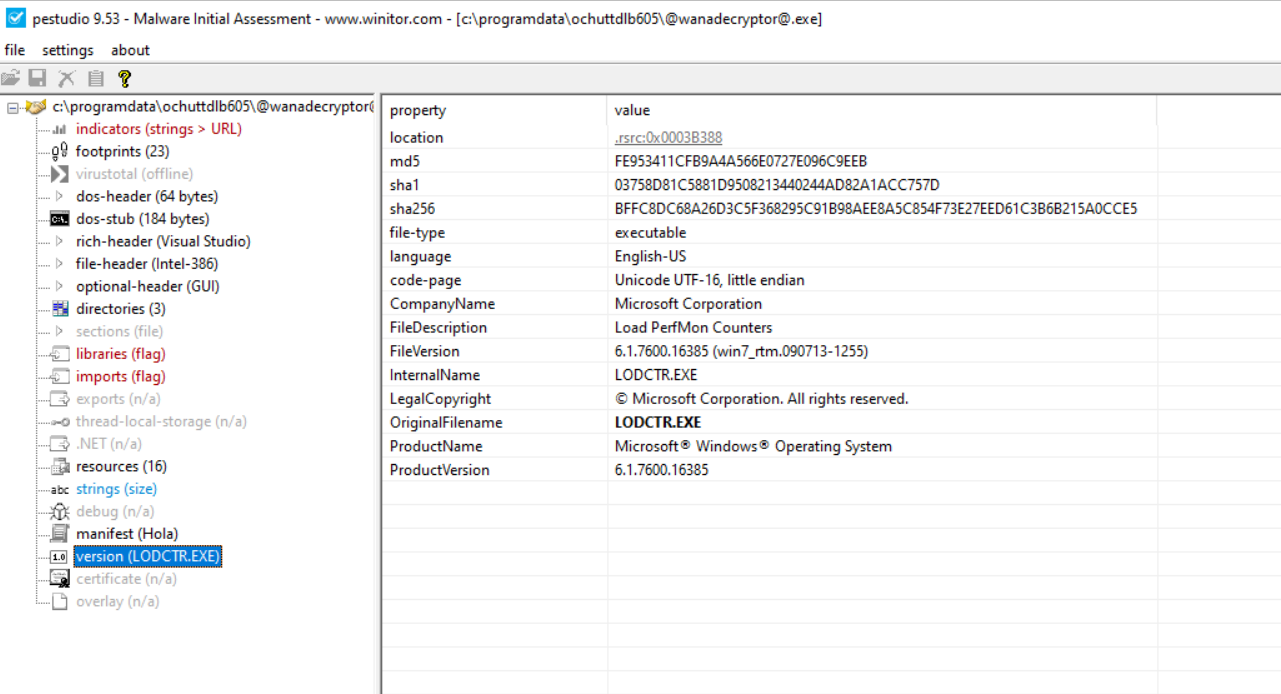 pestudio 9.53 - Malware Initial Assessment - www.winitor.com - [c:\programdata\ochuttdlb605\@wanadecryptor@.exe]
file settings about
c:\programdata\ochuttdlb605\@wanadecryptor@
indicators (strings > URL)
footprints (23)
virustotal (offline)
dos-header (64 bytes)
dos-stub (184 bytes)
rich-header (Visual Studio)
file-header (Intel-386)
optional-header (GUI)
directories (3)
sections (file)
libraries (flag)
imports (flag)
exports (n/a)
thread-local-storage (n/a)
.NET (n/a)
resources (16)
abc strings (size)
debug (n/a)
manifest (Hola)
1.0 version (LODCTR.EXE)
certificate (n/a)
overlay (n/a)
property value
location .rsrc:0x0003B388
md5 FE953411CFB9A4A566E0727E096C9EEB
sha1 03758D81C5881D9508213440244AD82A1ACC757D
sha256 BFFC8DC68A26D3C5F368295C91B98AEE8A5C854F73E27EED61C3B6B215A0CCE5
file-type executable
language English-US
code-page Unicode UTF-16, little endian
CompanyName Microsoft Corporation
FileDescription Load PerfMon Counters
FileVersion 6.1.7600.16385 (win7_rtm.090713-1255)
InternalName LODCTR.EXE
LegalCopyright © Microsoft Corporation. All rights reserved.
OriginalFilename LODCTR.EXE
ProductName Microsoft® Windows® Operating System
ProductVersion 6.1.7600.16385